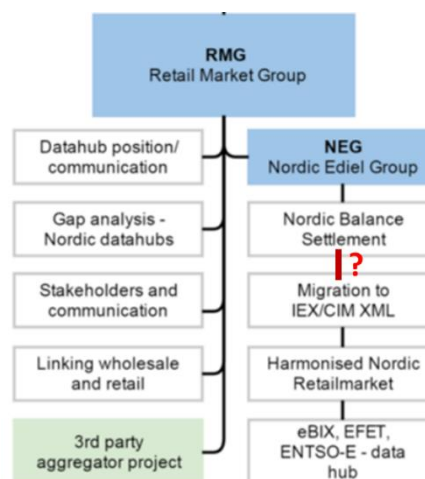 RMG
Retail Market Group
Datahub position/
communication
NEG
Nordic Ediel Group
Gap analysis -
Nordic datahubs
Nordic Balance
Settlement
?
Stakeholders and
communication
Migration to
IEX/CIM XML
Linking wholesale
and retail
Harmonised Nordic
Retailmarket
3rd party
aggregator project
eBIX, EFET,
ENTSO-E - data
hub